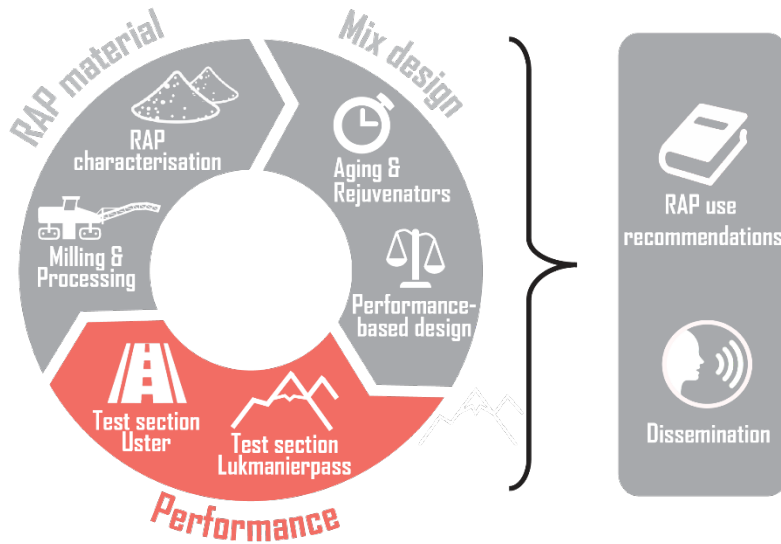 RAP material
Mix design
RAP
characterisation
Aging &
Rejuvenators
Milling &
Processing
Performance-
based design
Test section
Uster
Test section
Lukmanierpass
Performance
RAP use
recommendations
Dissemination